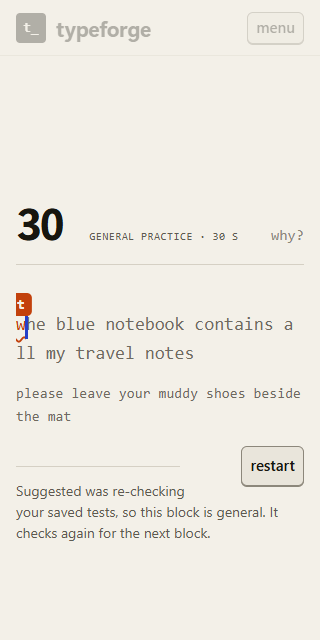 t_ typeforge menu
30 GENERAL PRACTICE · 30 S why?
t
whe blue notebook contains a
ll my travel notes
please leave your muddy shoes beside
the mat
restart
Suggested was re-checking
your saved tests, so this block is general. It
checks again for the next block.